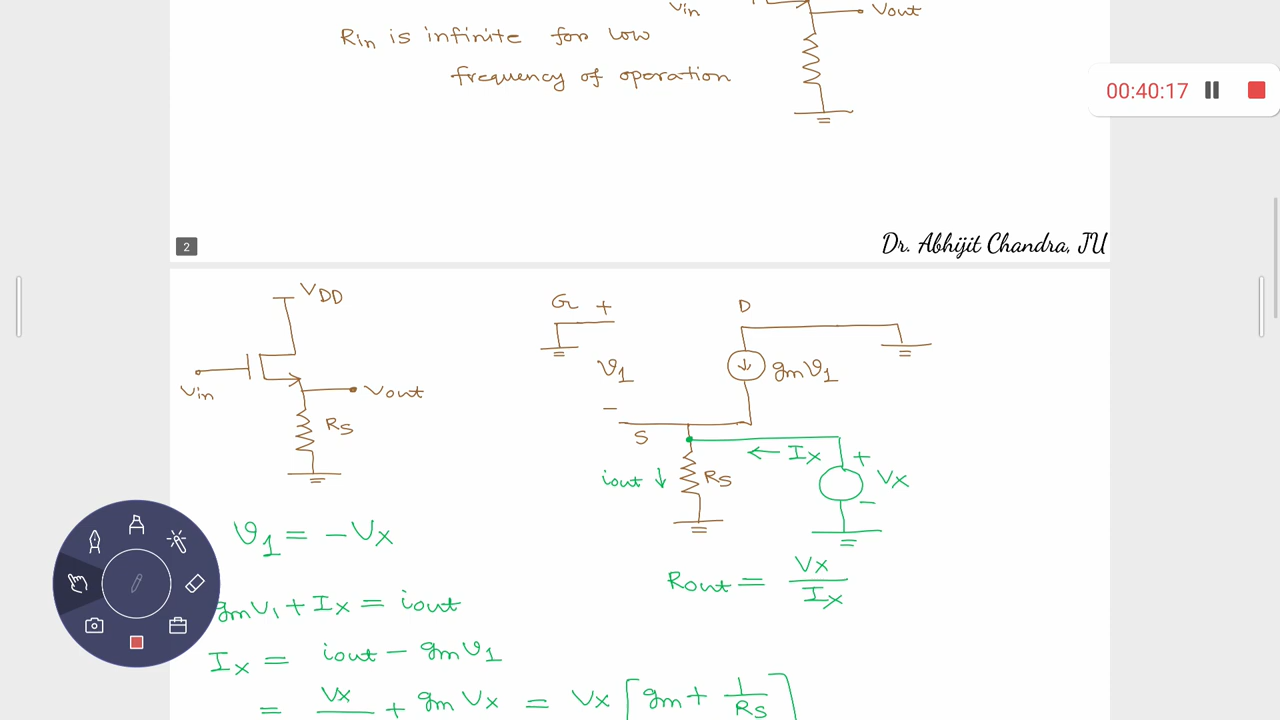 Vin
Vout
Rin is infinite for low
frequency of operation
00:40:17
2
Dr. Abhijit Chandra, JU
VDD
Vin
Vout
RS
G +
D
v1
gmv1
−
S
← Ix
+
Vx
−
iout ↓
RS
v1 = −Vx
Rout = Vx
Ix
gmv1 + Ix = iout
Ix = iout − gmv1
= Vx + gm Vx = Vx [ gm + 1
RS